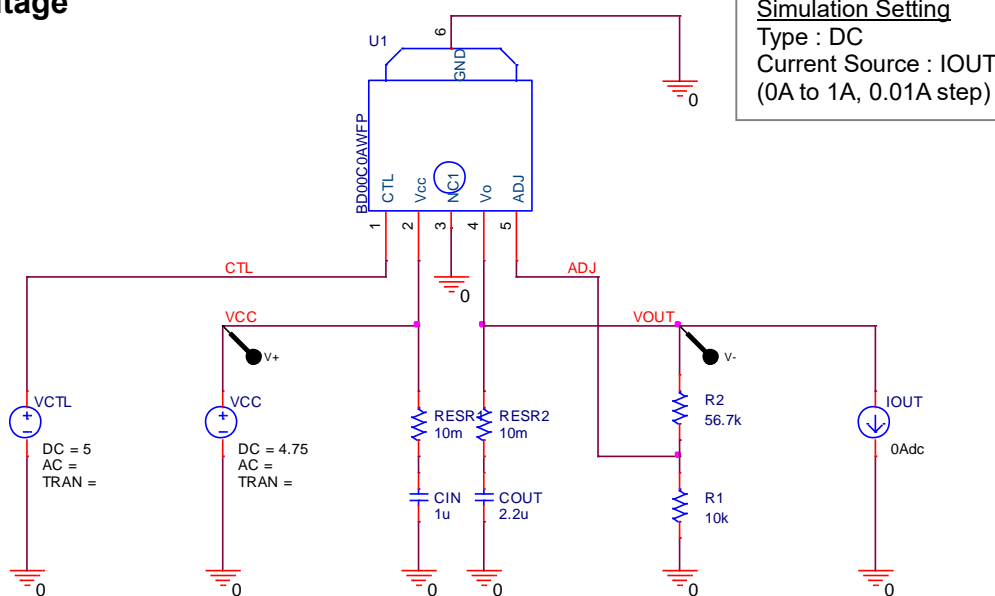 tage
Simulation Setting
Type : DC
Current Source : IOUT
(0A to 1A, 0.01A step)
U1
6
GND
0
BD00C0AWFP
CTL
Vcc
NC1
Vo
ADJ
1
2
3
4
5
0
CTL
ADJ
VCC
VOUT
V+
V-
VCTL
DC = 5
AC =
TRAN =
VCC
DC = 4.75
AC =
TRAN =
RESR1
10m
RESR2
10m
R2
56.7k
IOUT
0Adc
CIN
1u
COUT
2.2u
R1
10k
0
0
0
0
0
0